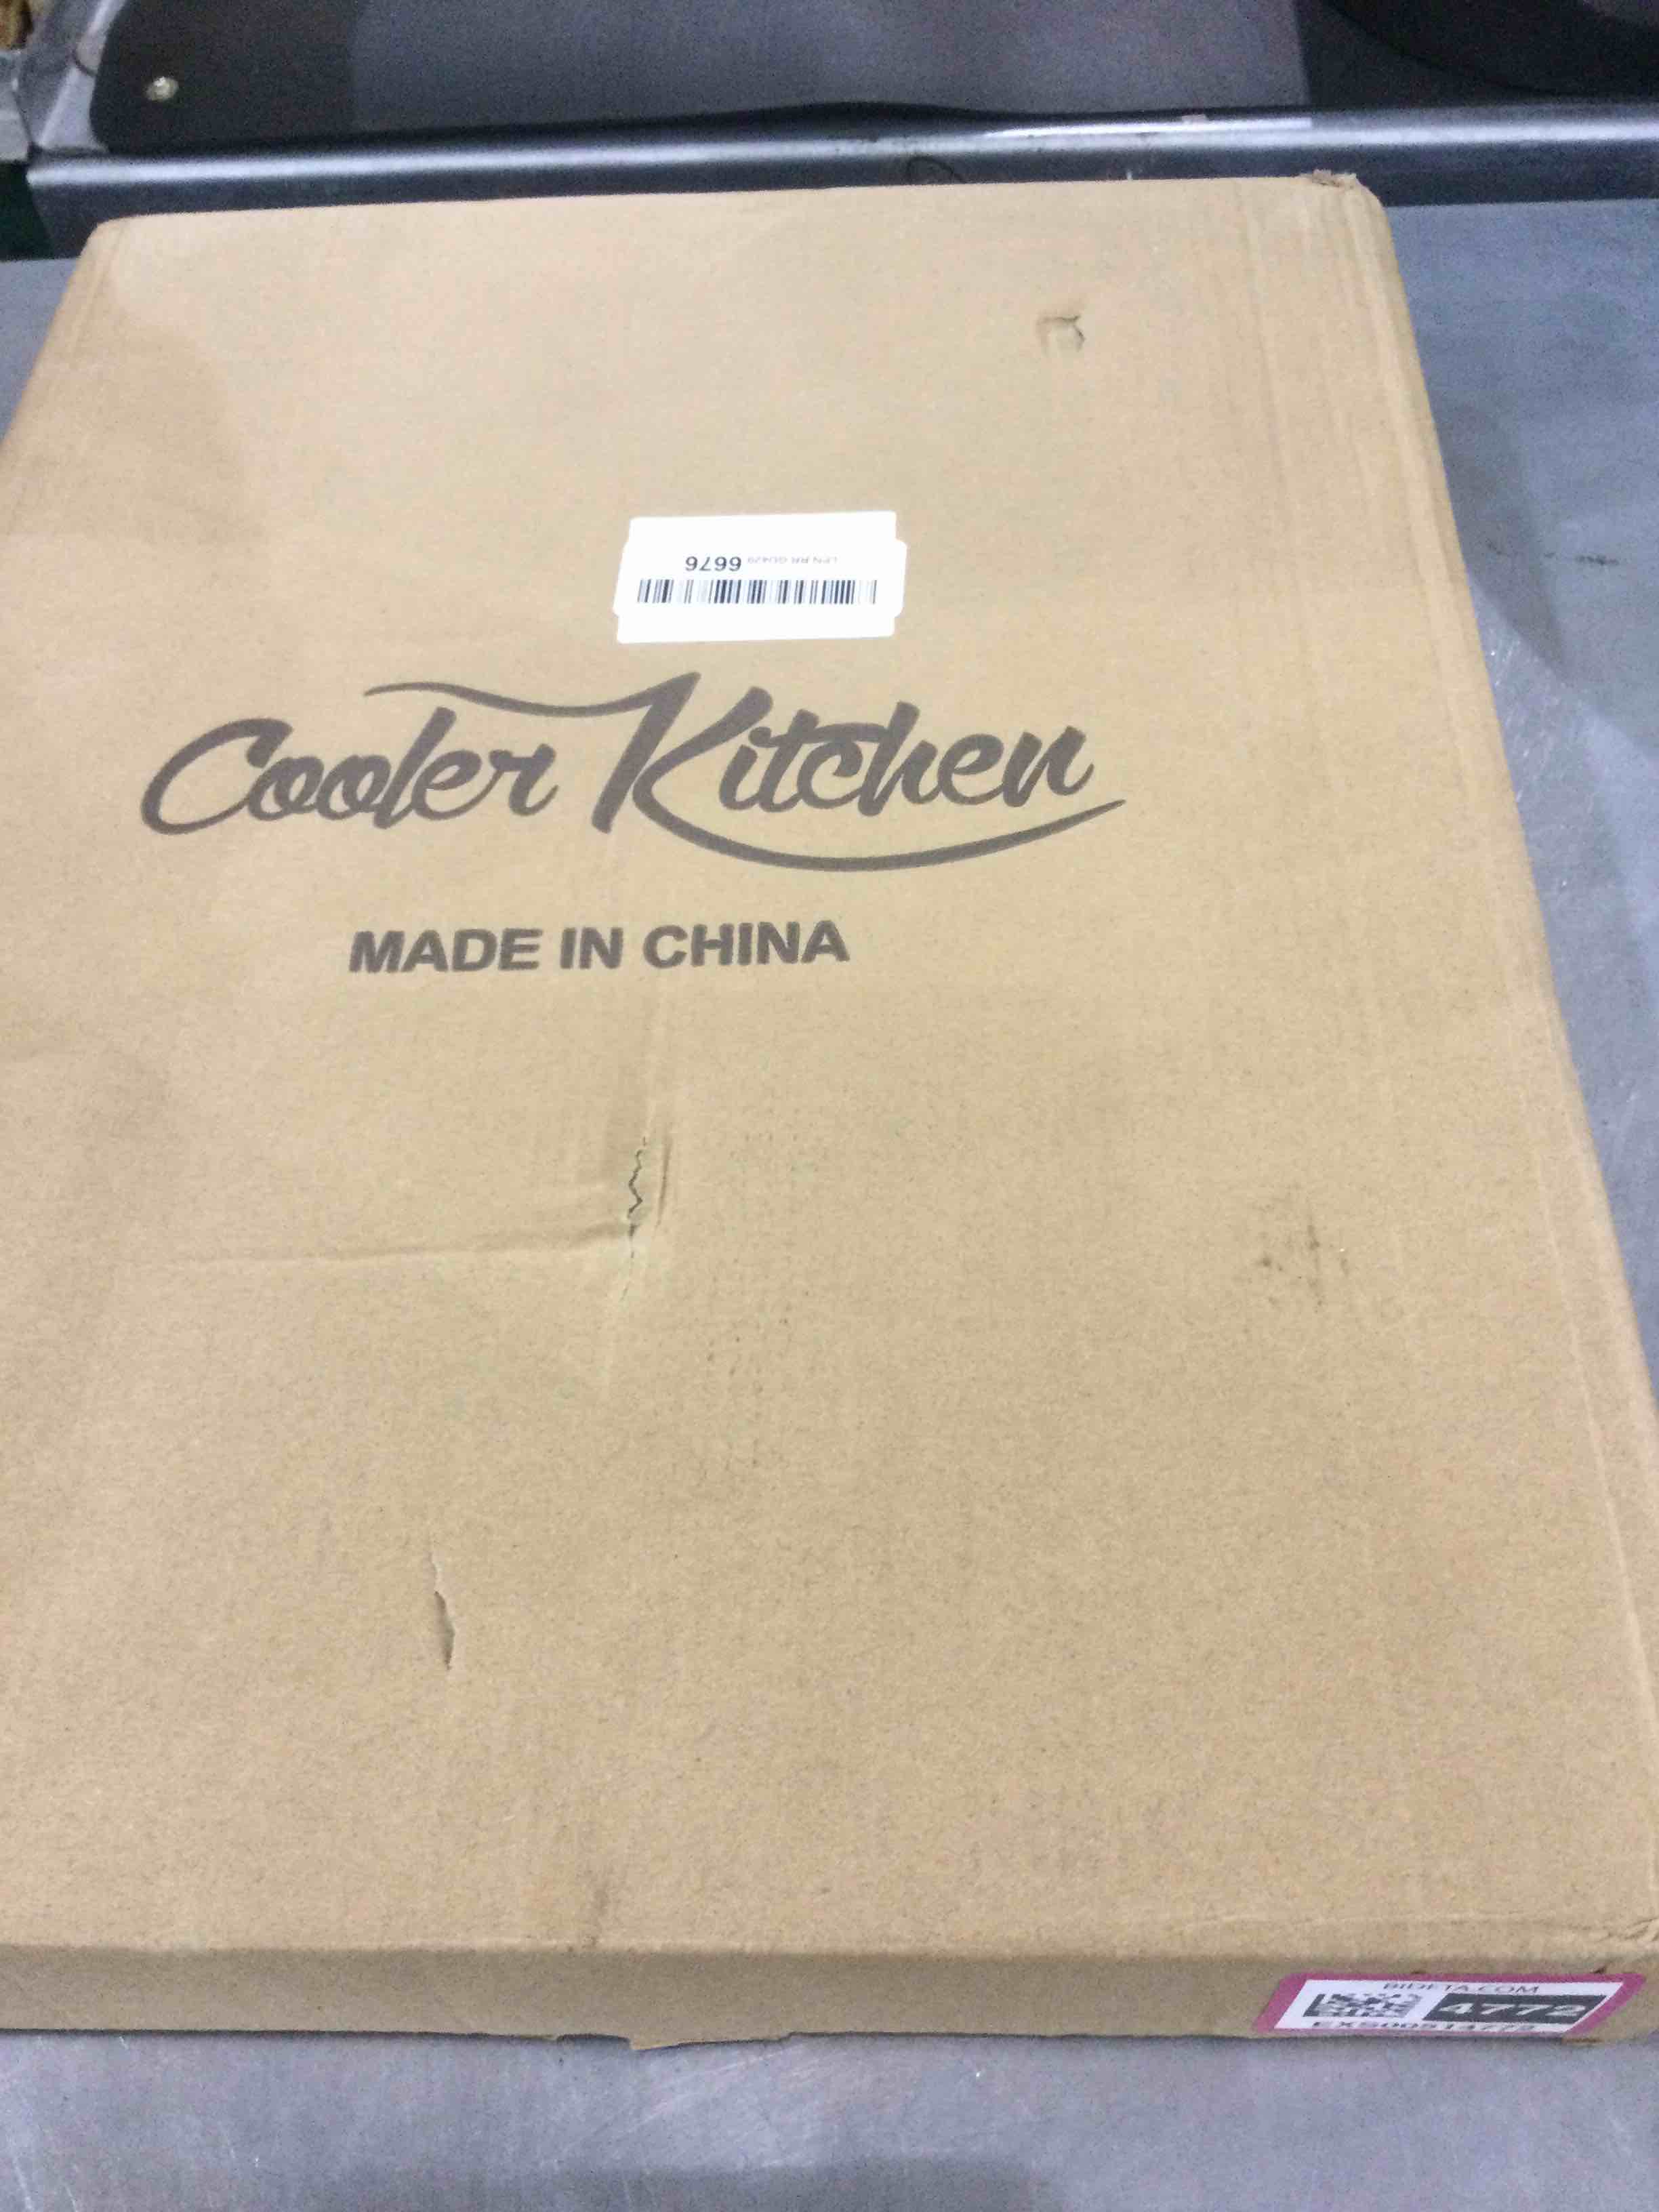 6676
Cooler Kitchen
MADE IN CHINA
BIDFTA.COM
4772